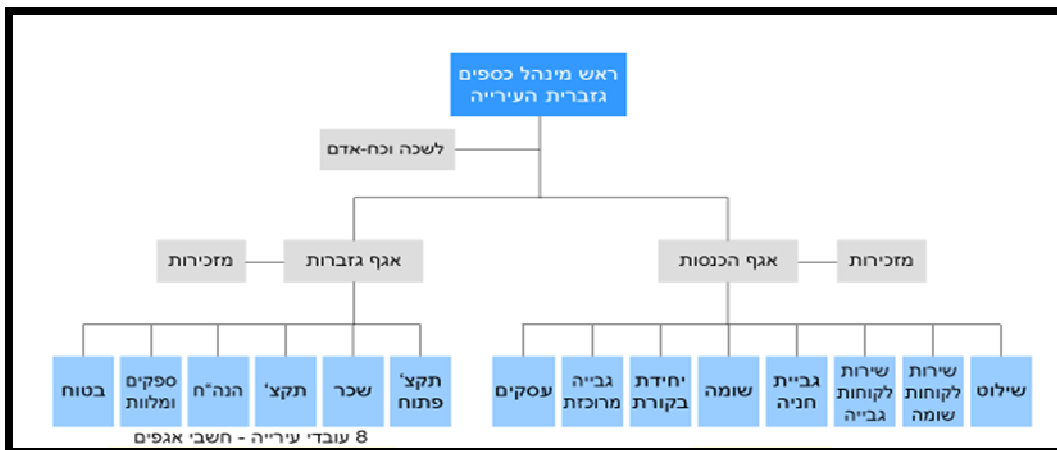 ראש מינהל כספים
גזברית העירייה
לשכה וכח-אדם
מזכירות
אגף הכנסות
אגף גזברות
מזכירות
שילוט
שירות
לקוחות
שומה
שירות
לקוחות
גבייה
גביית
חניה
שומה
יחידת
בקורת
גבייה
מרוכזת
עסקים
תקצ'
פתוח
שכר
תקצ'
הנה"ח
ספקים
ומלוות
בטוח
8 עובדי עירייה - חשבי אגפים